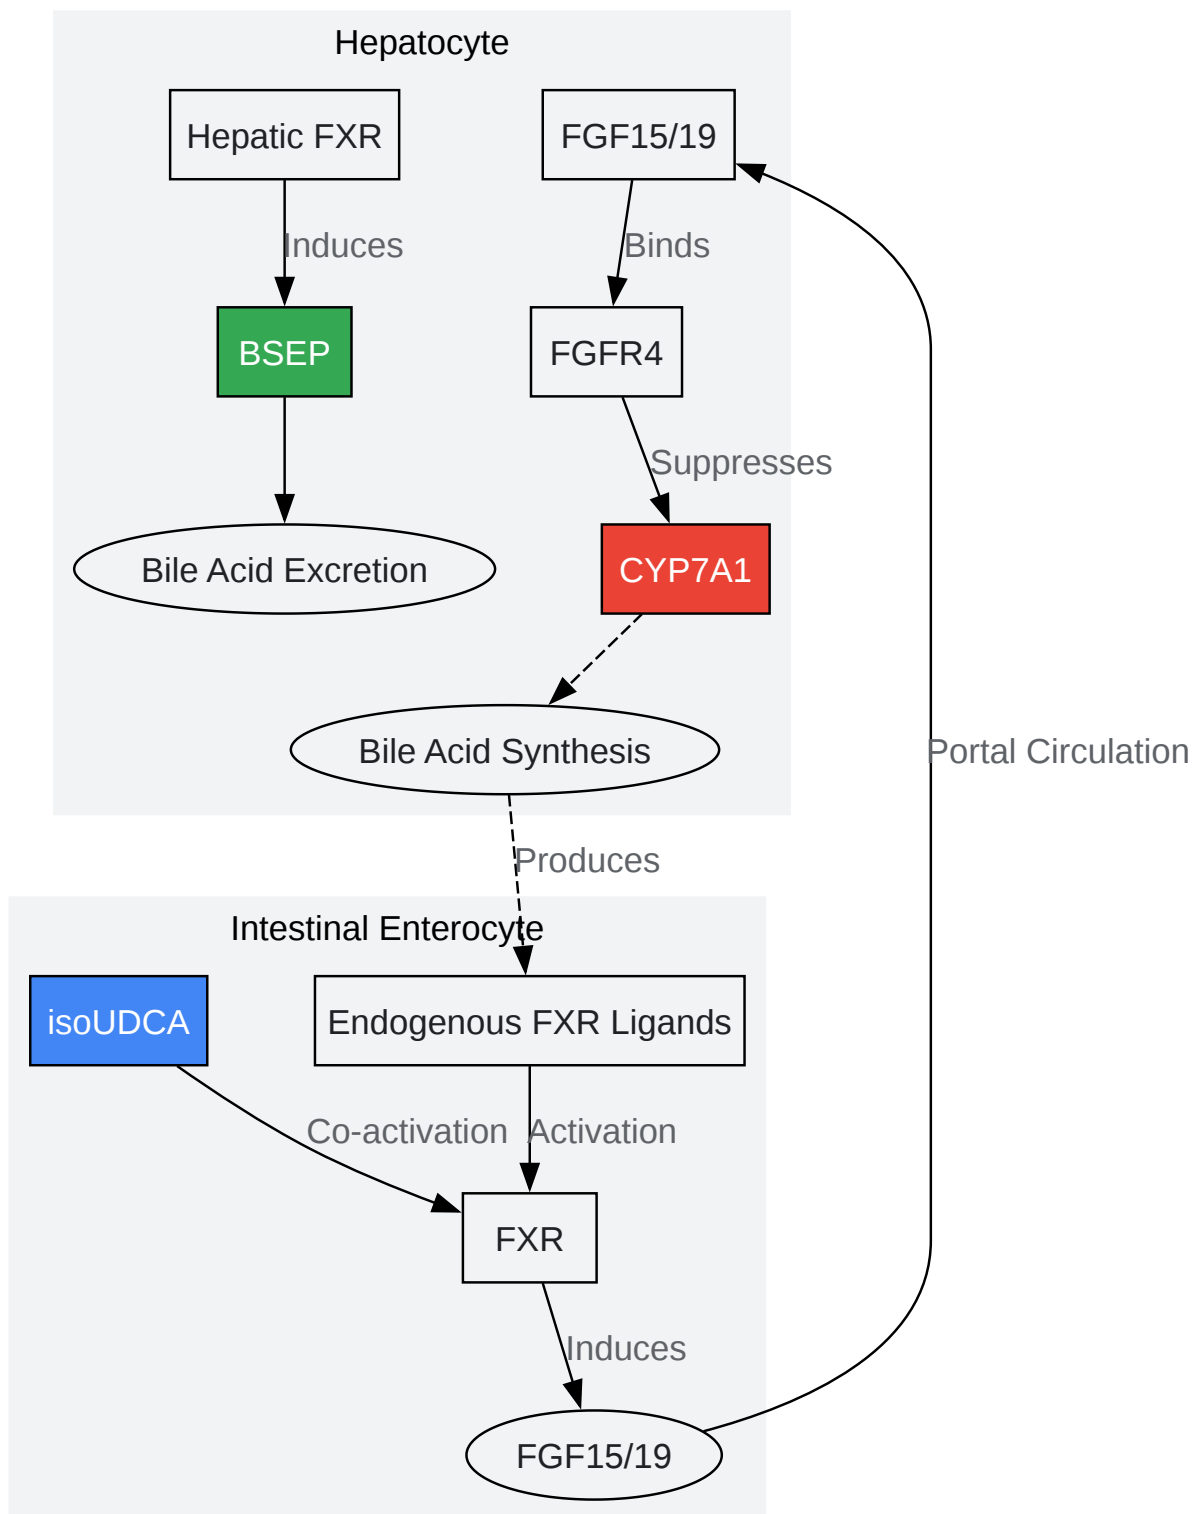 Hepatocyte
Hepatic FXR
FGF15/19
Induces
Binds
BSEP
FGFR4
Suppresses
Bile Acid Excretion
CYP7A1
Bile Acid Synthesis
Portal Circulation
Produces
Intestinal Enterocyte
isoUDCA
Endogenous FXR Ligands
Co-activation
Activation
FXR
Induces
FGF15/19